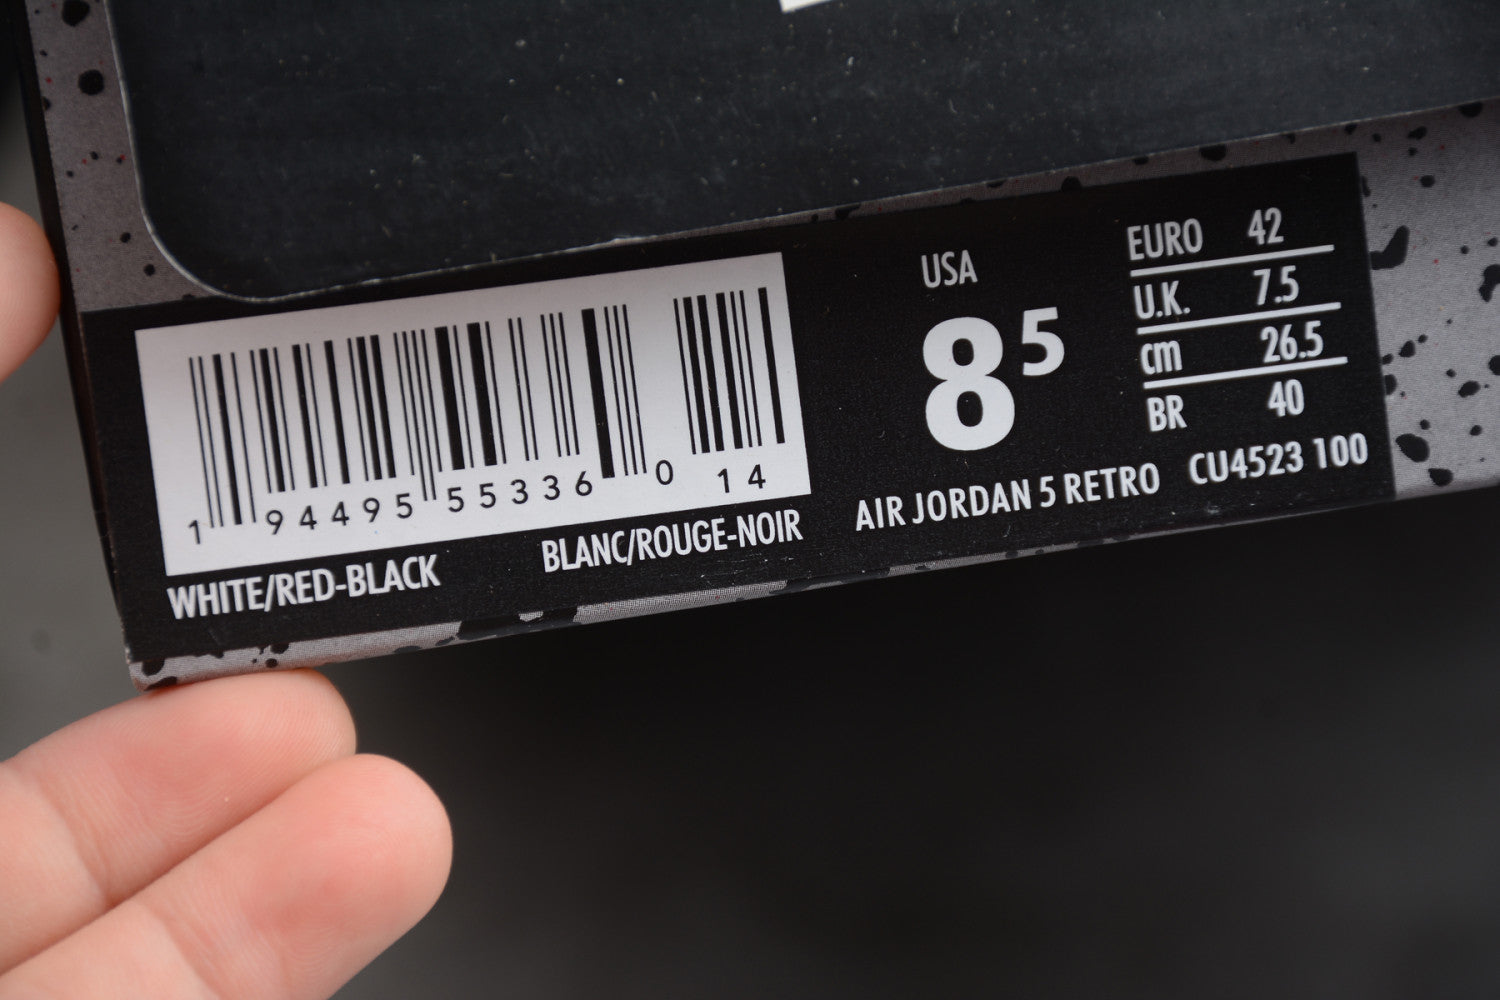 1 94495 55336 0 14
WHITE/RED-BLACK
BLANC/ROUGE-NOIR
USA
8⁵
EURO 42
U.K. 7.5
cm 26.5
BR 40
AIR JORDAN 5 RETRO CU4523 100